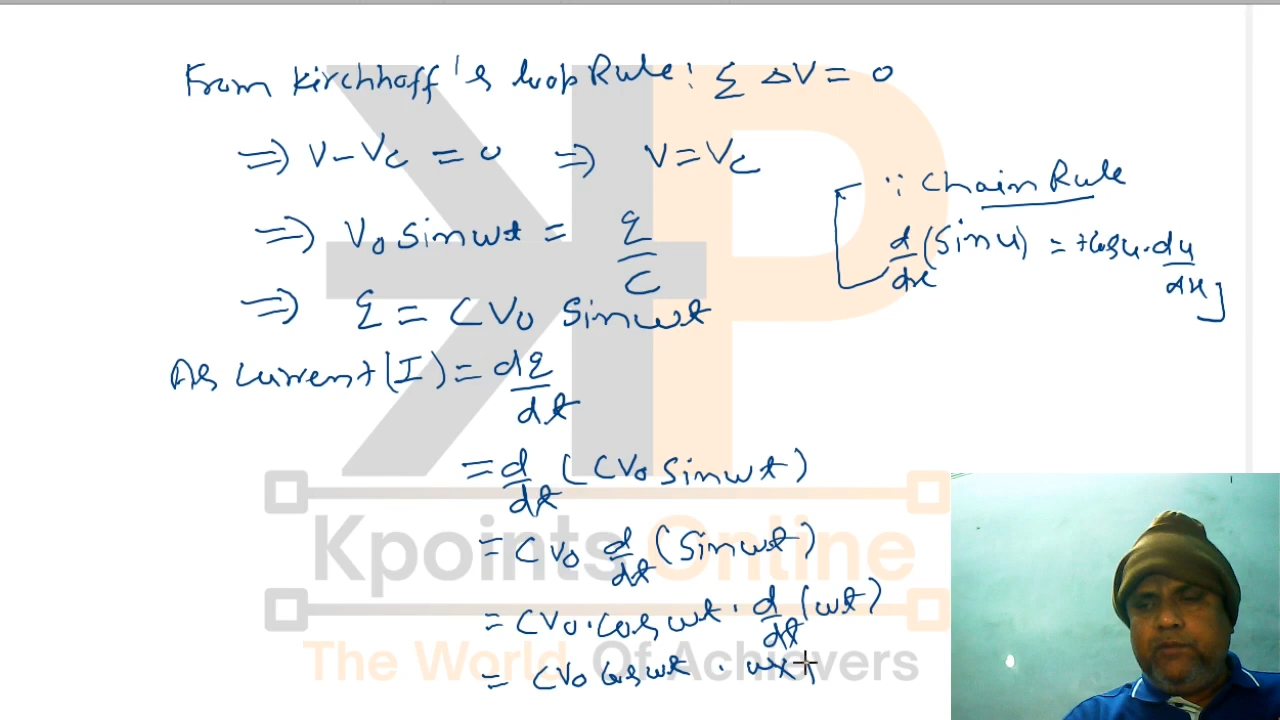 From Kirchhoff's loop Rule: Σ ΔV = 0
⇒ V - Vc = 0 ⇒ V = Vc
∵ Chain Rule
d/dx (Sin u) = +cos u . du/dx ]
⇒ V₀ Sin ωt = q/C
⇒ q = CV₀ Sin ωt
As Current (I) = dq/dt
= d/dt (CV₀ Sin ωt)
= CV₀ d/dt (Sin ωt)
= CV₀ . cos ωt . d/dt (ωt)
= CV₀ cos ωt . ω×
Kpoints Online
The World Of Achievers